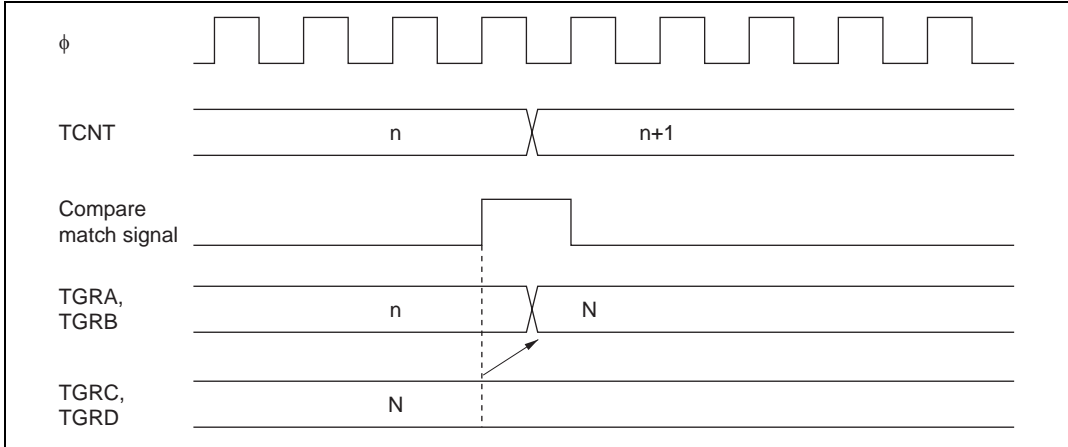 ϕ
TCNT
n
n+1
Compare
match signal
TGRA,
TGRB
n
N
TGRC,
TGRD
N